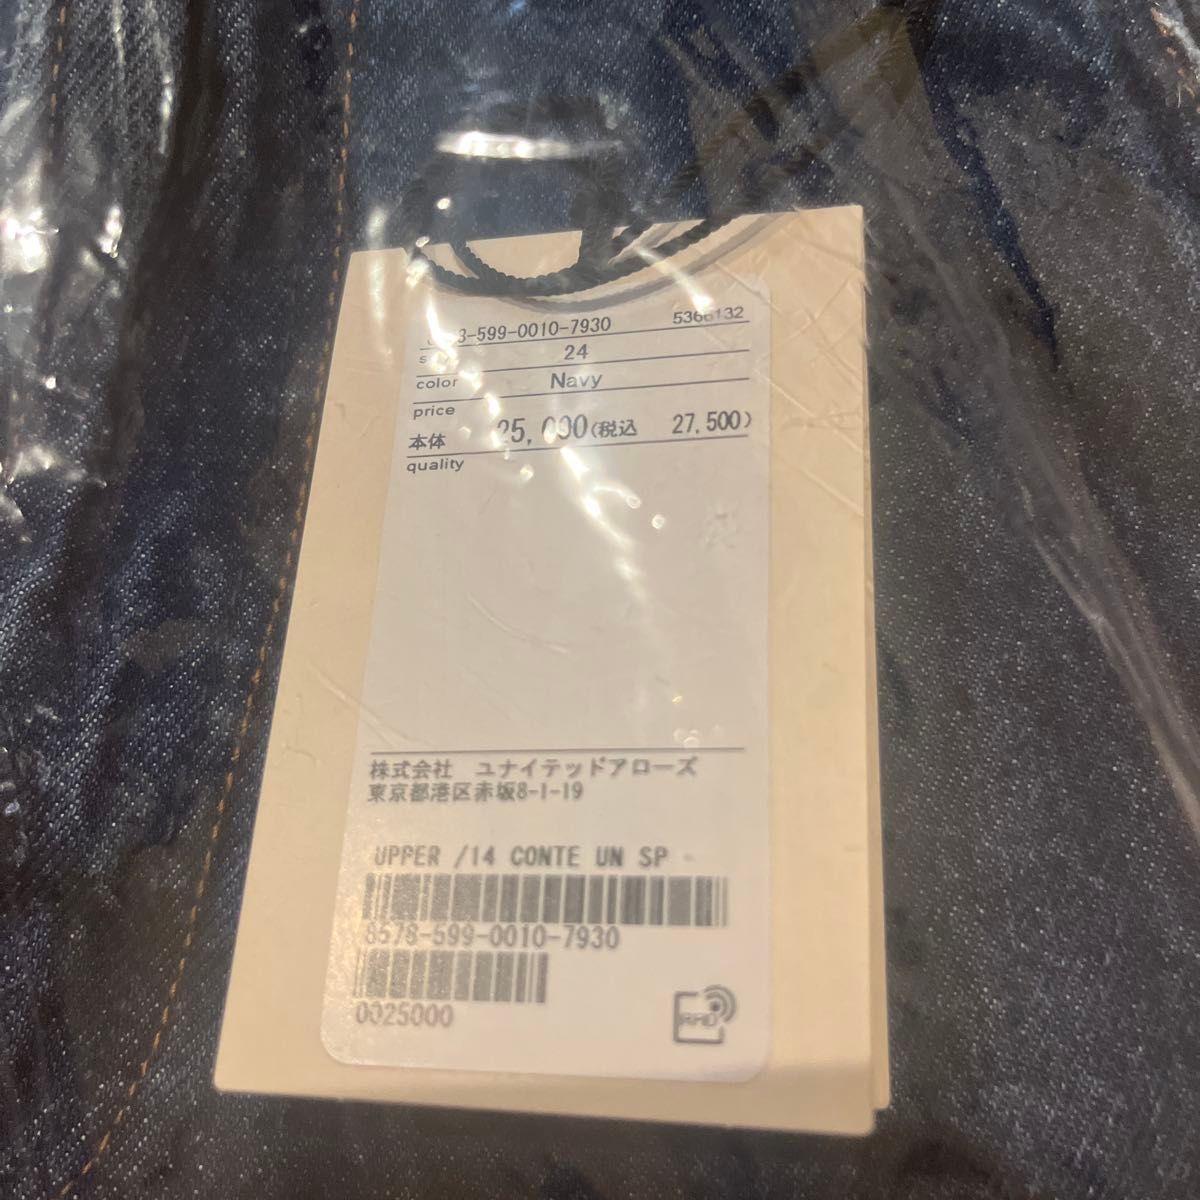 3-599-0010-7930 5366132
24
color Navy
price
本体 25,000(税込 27,500)
quality
株式会社 ユナイテッドアローズ
東京都港区赤坂8-1-19
UPPER /14 CONTE UN SP -
8578-599-0010-7930
0025000
RFID